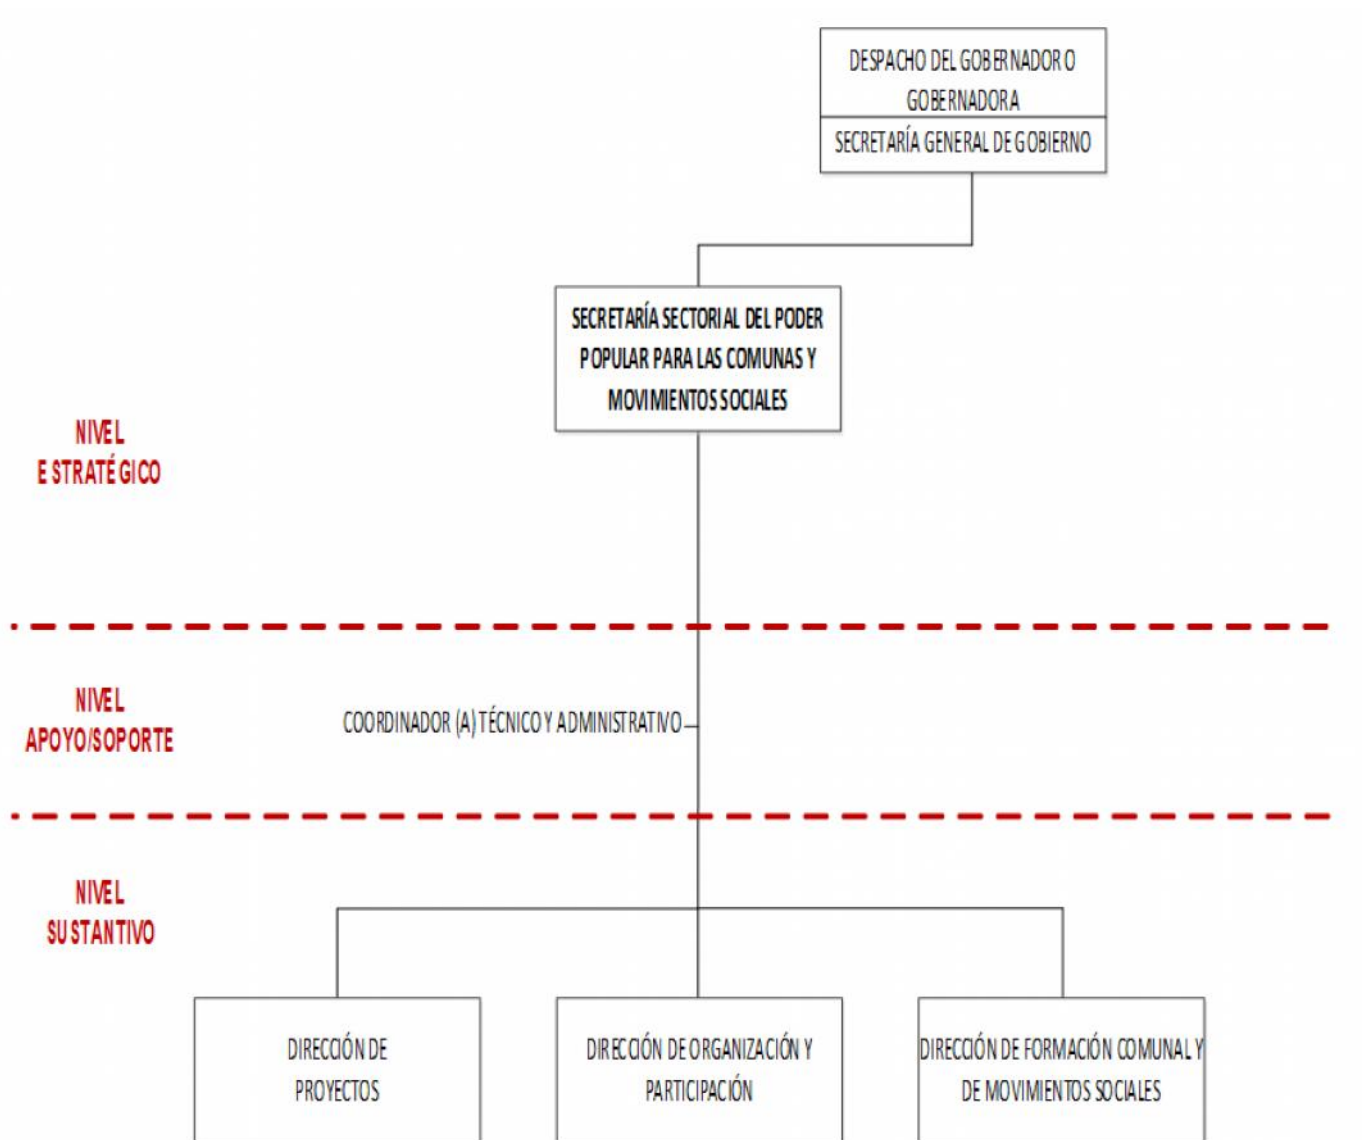 DESPACHO DEL GOBERNADOR O
GOBERNADORA
SECRETARÍA GENERAL DE GOBIERNO
SECRETARÍA SECTORIAL DEL PODER
POPULAR PARA LAS COMUNAS Y
MOVIMIENTOS SOCIALES
NIVEL
ESTRATÉGICO
NIVEL
APOYO/SOPORTE
COORDINADOR (A) TÉCNICO Y ADMINISTRATIVO
NIVEL
SUSTANTIVO
DIRECCIÓN DE
PROYECTOS
DIRECCIÓN DE ORGANIZACIÓN Y
PARTICIPACIÓN
DIRECCIÓN DE FORMACIÓN COMUNAL Y
DE MOVIMIENTOS SOCIALES